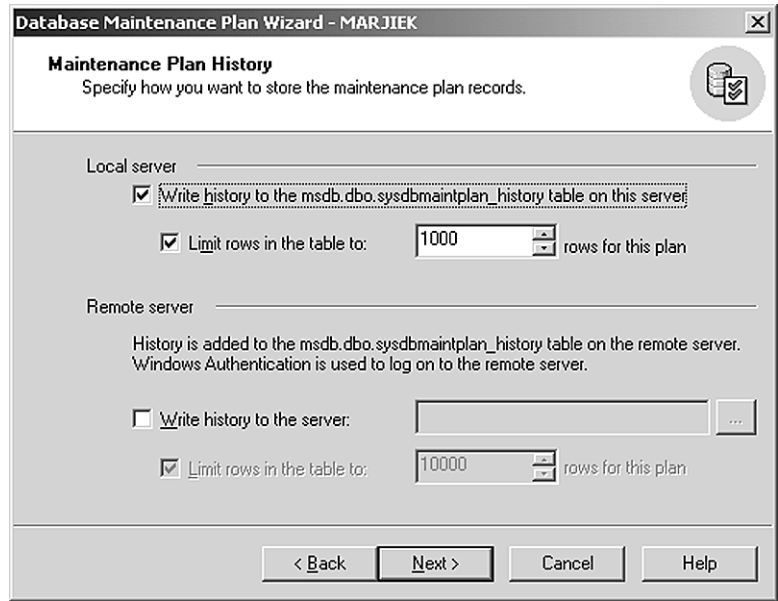 Database Maintenance Plan Wizard - MARJIEK
Maintenance Plan History
Specify how you want to store the maintenance plan records.
Local server
Write history to the msdb.dbo.sysdbmaintplan_history table on this server
Limit rows in the table to: 1000 rows for this plan
Remote server
History is added to the msdb.dbo.sysdbmaintplan_history table on the remote server.
Windows Authentication is used to log on to the remote server.
Write history to the server: ...
Limit rows in the table to: 10000 rows for this plan
< Back Next > Cancel Help